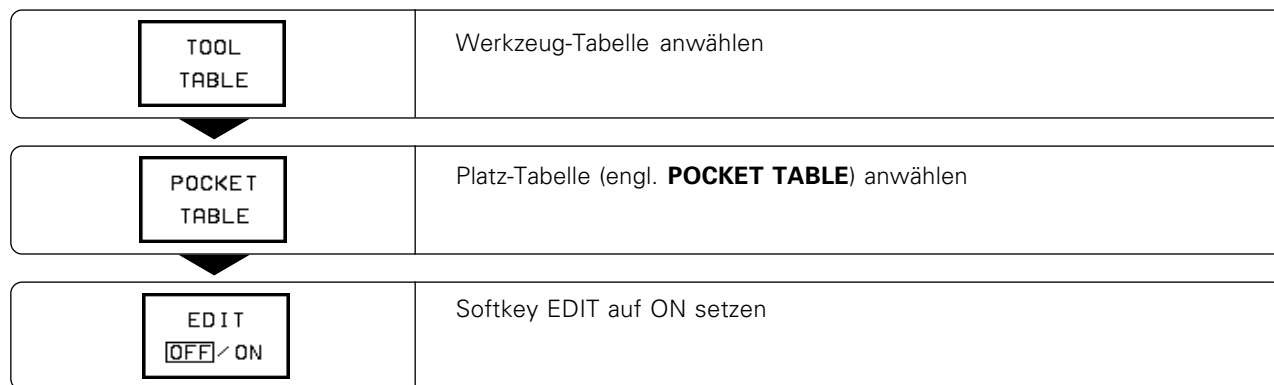 TOOL
TABLE
Werkzeug-Tabelle anwählen
POCKET
TABLE
Platz-Tabelle (engl. POCKET TABLE) anwählen
EDIT
OFF / ON
Softkey EDIT auf ON setzen